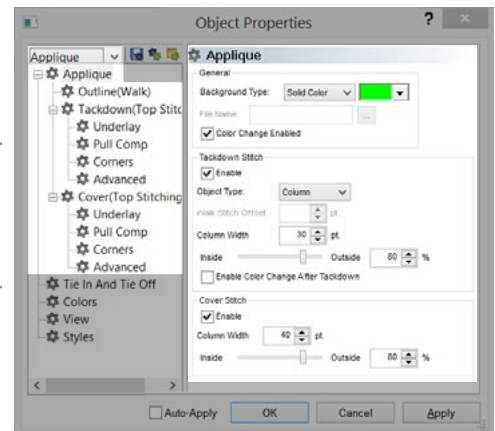 Object Properties
?
Applique
Applique
Outline(Walk)
Tackdown(Top Stitc
Underlay
Pull Comp
Corners
Advanced
Cover(Top Stitching
Underlay
Pull Comp
Corners
Advanced
Tie In And Tie Off
Colors
View
Styles
Applique
General
Background Type: Solid Color
File Name: ...
Color Change Enabled
Tackdown Stitch
Enable
Object Type: Column
Walk Stitch Offset pt.
Column Width 30 pt.
Inside Outside 80 %
Enable Color Change After Tackdown
Cover Stitch
Enable
Column Width 40 pt.
Inside Outside 80 %
Auto-Apply OK Cancel Apply